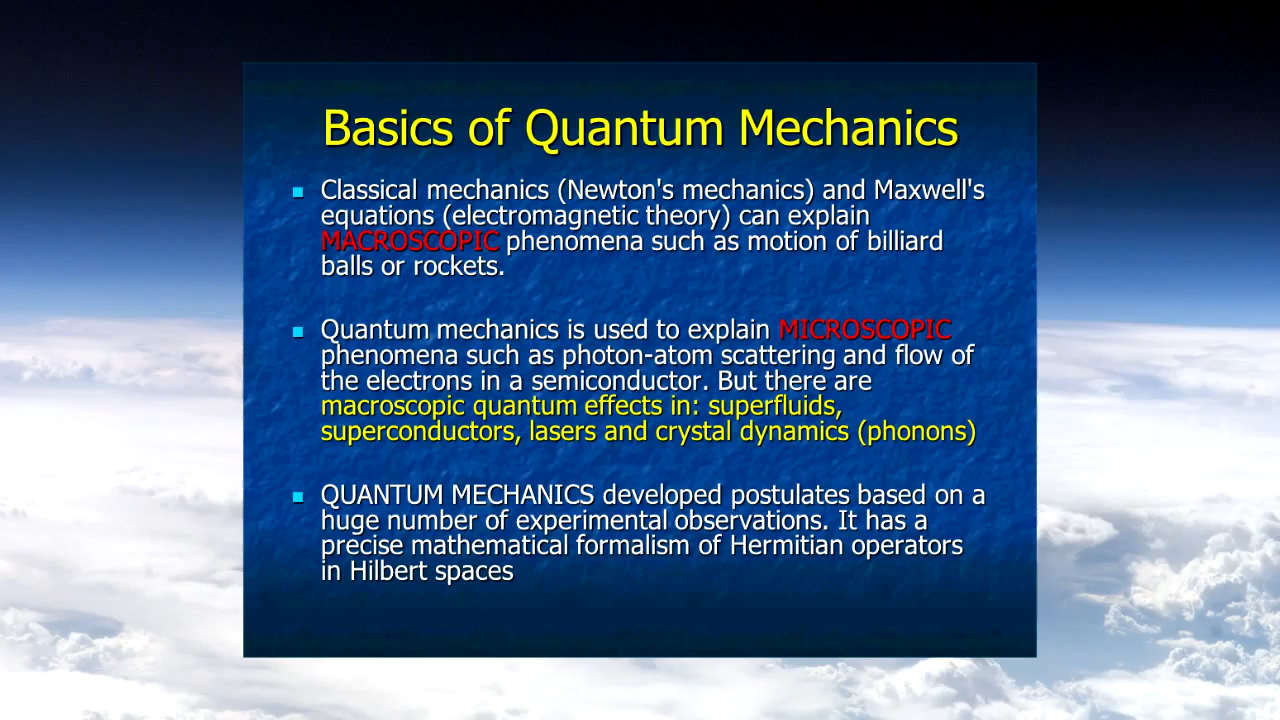 Basics of Quantum Mechanics
Classical mechanics (Newton's mechanics) and Maxwell's
equations (electromagnetic theory) can explain
MACROSCOPIC phenomena such as motion of billiard
balls or rockets.
Quantum mechanics is used to explain MICROSCOPIC
phenomena such as photon-atom scattering and flow of
the electrons in a semiconductor. But there are
macroscopic quantum effects in: superfluids,
superconductors, lasers and crystal dynamics (phonons)
QUANTUM MECHANICS developed postulates based on a
huge number of experimental observations. It has a
precise mathematical formalism of Hermitian operators
in Hilbert spaces